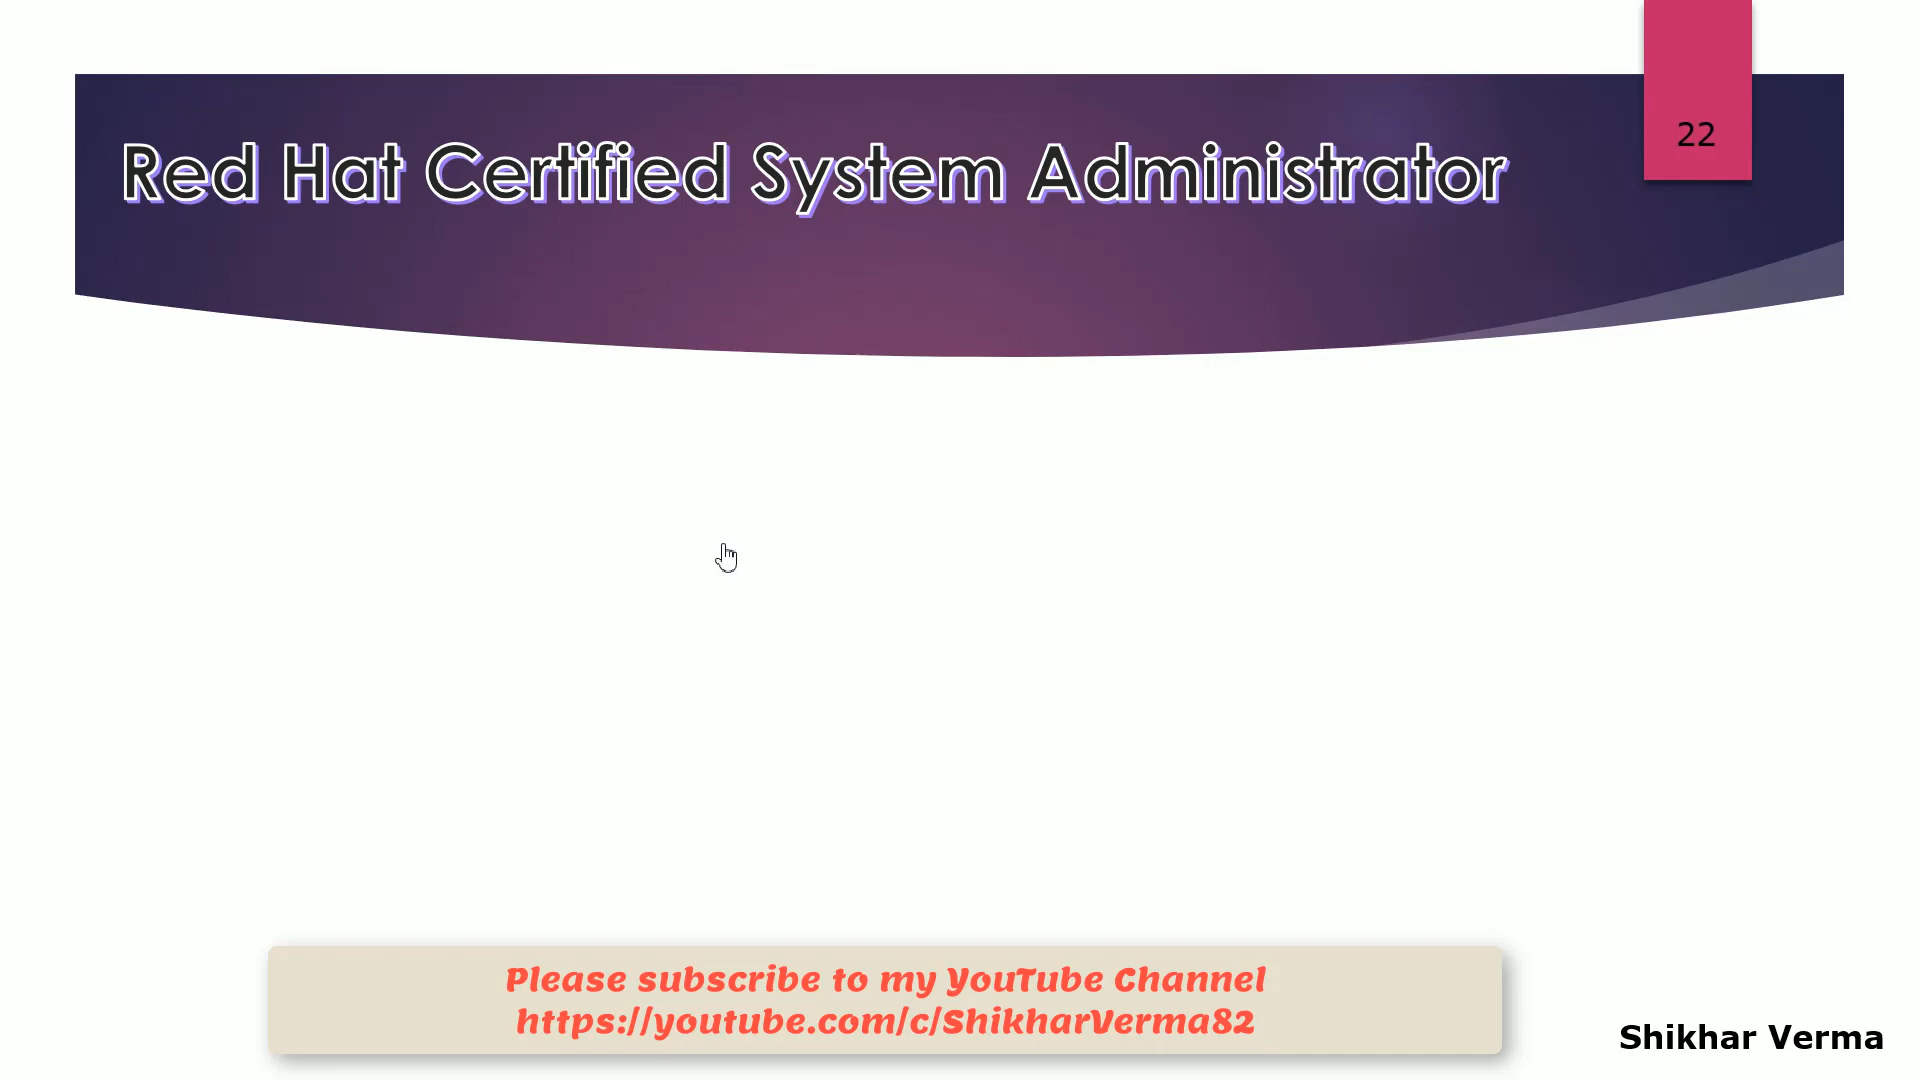 22
Red Hat Certified System Administrator
Please subscribe to my YouTube Channel
https://youtube.com/c/ShikharVerma82
Shikhar Verma